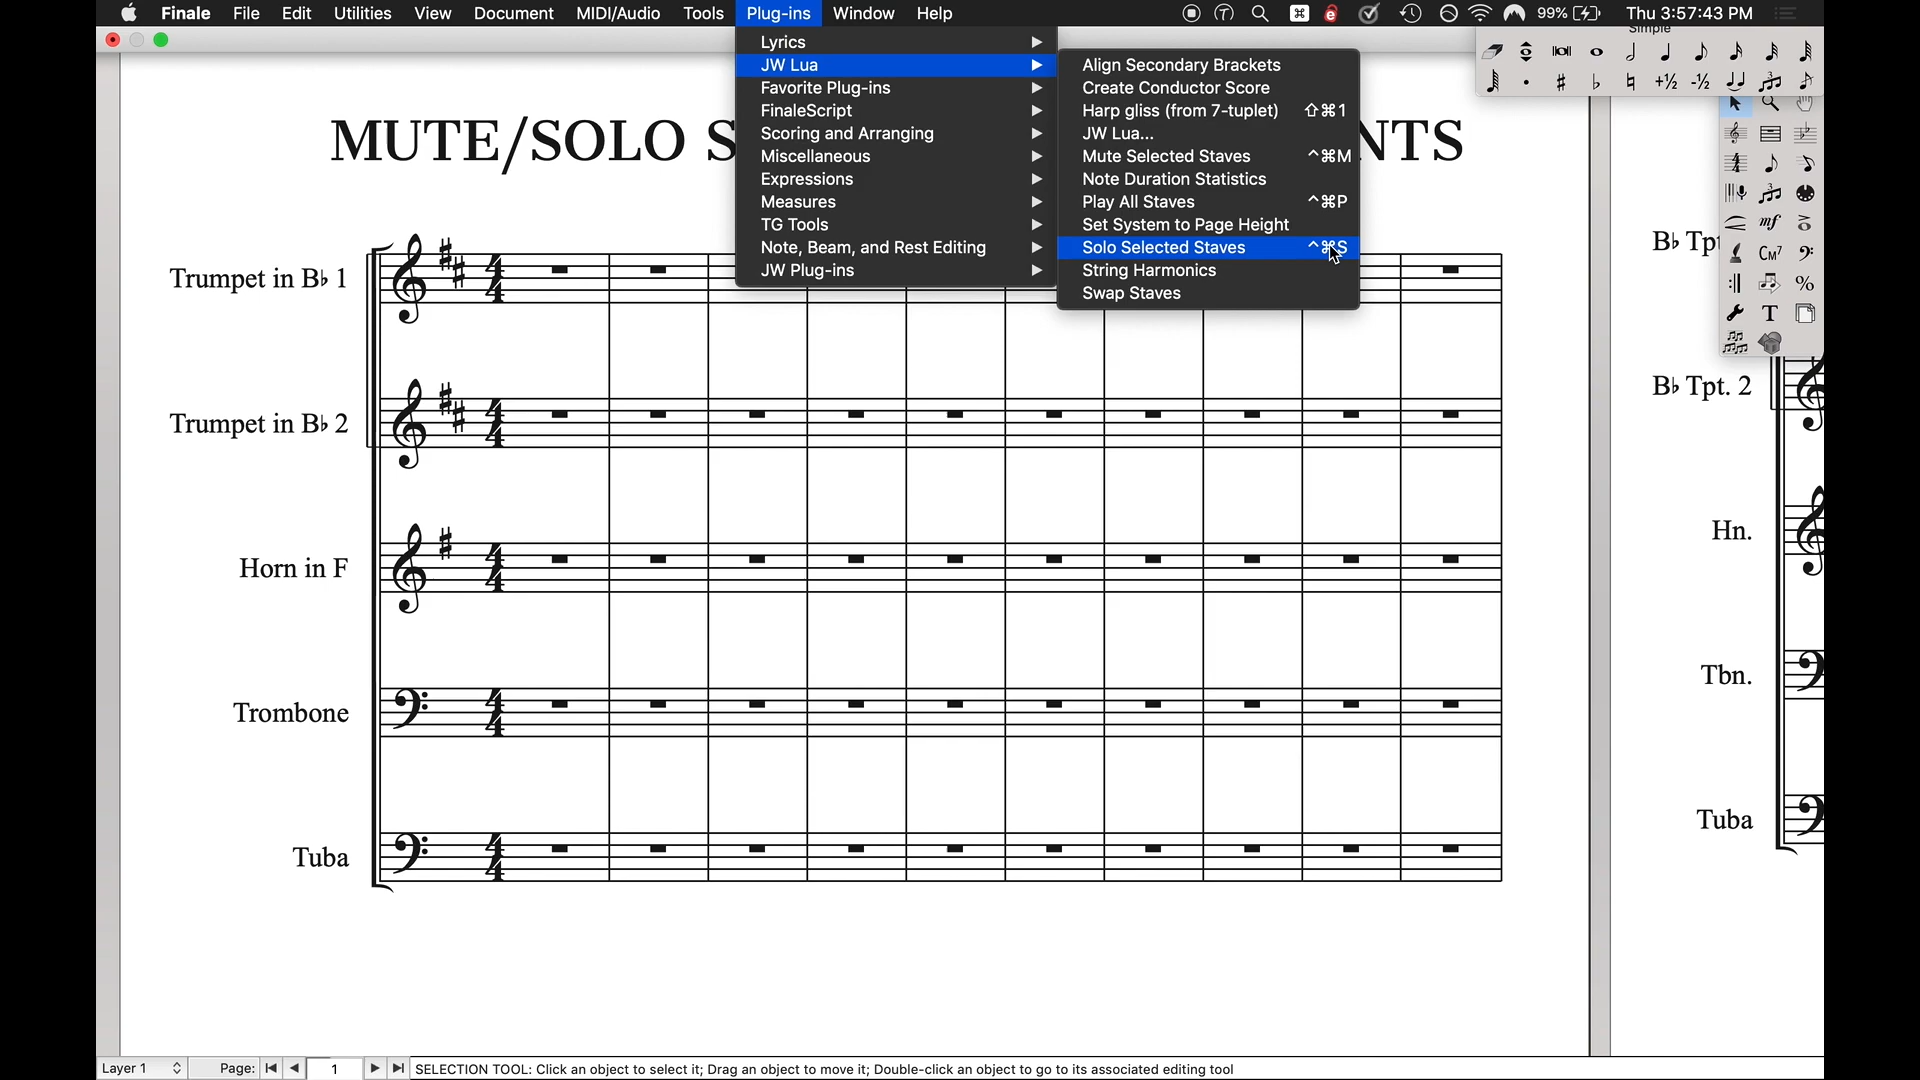 Finale File Edit Utilities View Document MIDI/Audio Tools Plug-ins Window Help 99% Thu 3:57:43 PM
Simple
Lyrics
JW Lua
Favorite Plug-ins
FinaleScript
Scoring and Arranging
Miscellaneous
Expressions
Measures
TG Tools
Note, Beam, and Rest Editing
JW Plug-ins
Align Secondary Brackets
Create Conductor Score
Harp gliss (from 7-tuplet) ⇧⌘1
JW Lua...
Mute Selected Staves ^⌘M
Note Duration Statistics
Play All Staves ^⌘P
Set System to Page Height
Solo Selected Staves ^⌘S
String Harmonics
Swap Staves
+½ -½
mf
CM7
%
T
MUTE/SOLO S NTS
Trumpet in B♭ 1
Trumpet in B♭ 2
Horn in F
Trombone
Tuba
B♭ Tpt
B♭ Tpt. 2
Hn.
Tbn.
Tuba
Layer 1 Page: 1 SELECTION TOOL: Click an object to select it; Drag an object to move it; Double-click an object to go to its associated editing tool